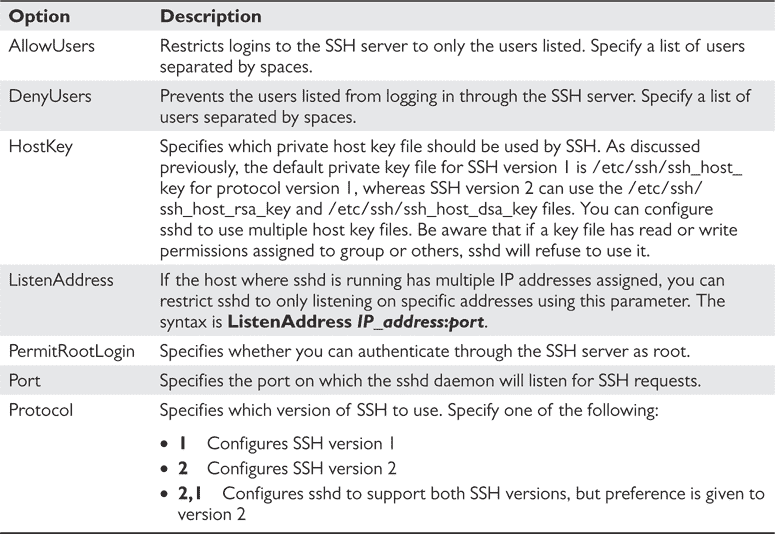 Option Description
AllowUsers Restricts logins to the SSH server to only the users listed. Specify a list of users
separated by spaces.
DenyUsers Prevents the users listed from logging in through the SSH server. Specify a list of
users separated by spaces.
HostKey Specifies which private host key file should be used by SSH. As discussed
previously, the default private key file for SSH version 1 is /etc/ssh/ssh_host_
key for protocol version 1, whereas SSH version 2 can use the /etc/ssh/
ssh_host_rsa_key and /etc/ssh/ssh_host_dsa_key files. You can configure
sshd to use multiple host key files. Be aware that if a key file has read or write
permissions assigned to group or others, sshd will refuse to use it.
ListenAddress If the host where sshd is running has multiple IP addresses assigned, you can
restrict sshd to only listening on specific addresses using this parameter. The
syntax is ListenAddress IP_address:port.
PermitRootLogin Specifies whether you can authenticate through the SSH server as root.
Port Specifies the port on which the sshd daemon will listen for SSH requests.
Protocol Specifies which version of SSH to use. Specify one of the following:
• 1 Configures SSH version 1
• 2 Configures SSH version 2
• 2,1 Configures sshd to support both SSH versions, but preference is given to
version 2